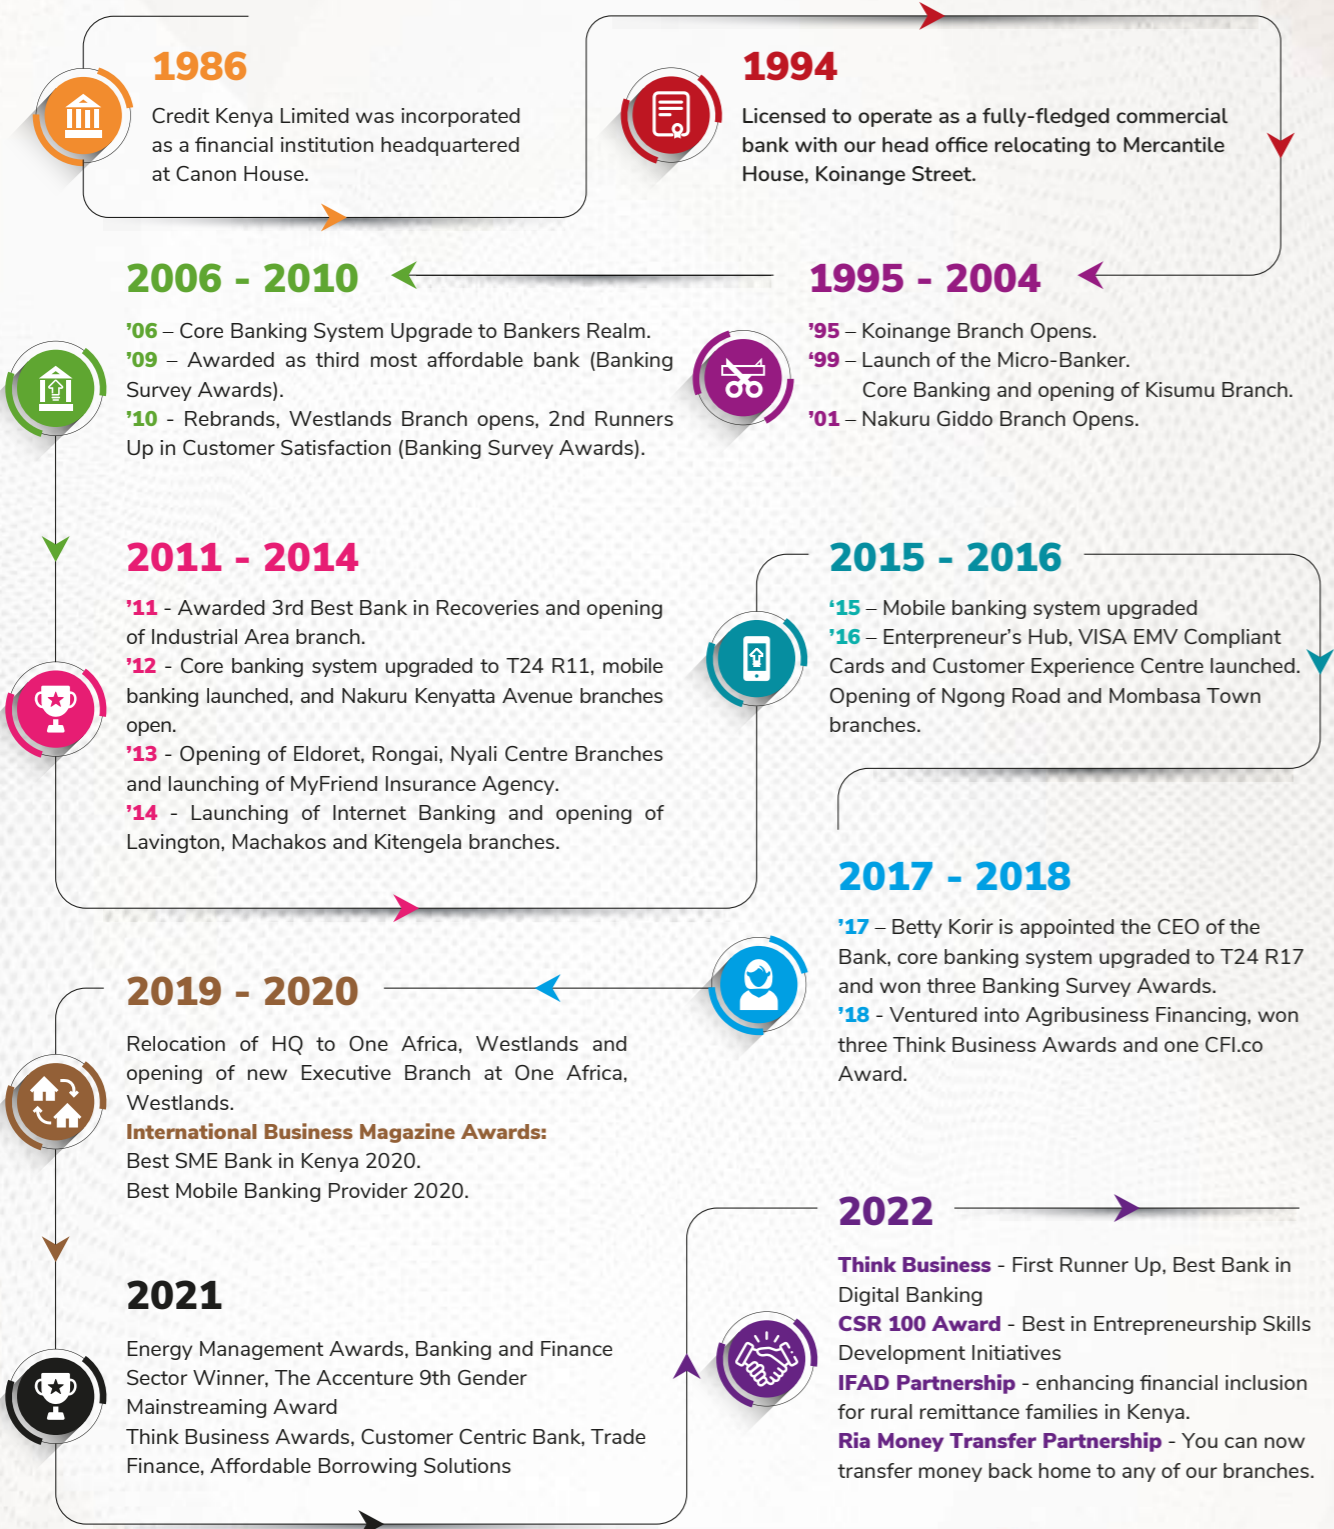 1986
Credit Kenya Limited was incorporated
as a financial institution headquartered
at Canon House.
1994
Licensed to operate as a fully-fledged commercial
bank with our head office relocating to Mercantile
House, Koinange Street.
1995 - 2004
’95 – Koinange Branch Opens.
‘99 – Launch of the Micro-Banker.
Core Banking and opening of Kisumu Branch.
’01 – Nakuru Giddo Branch Opens.
2006 - 2010
’06 – Core Banking System Upgrade to Bankers Realm.
’09 – Awarded as third most affordable bank (Banking
Survey Awards).
’10 - Rebrands, Westlands Branch opens, 2nd Runners
Up in Customer Satisfaction (Banking Survey Awards).
2011 - 2014
’11 - Awarded 3rd Best Bank in Recoveries and opening
of Industrial Area branch.
’12 - Core banking system upgraded to T24 R11, mobile
banking launched, and Nakuru Kenyatta Avenue branches
open.
’13 - Opening of Eldoret, Rongai, Nyali Centre Branches
and launching of MyFriend Insurance Agency.
’14 - Launching of Internet Banking and opening of
Lavington, Machakos and Kitengela branches.
2015 - 2016
‘15 – Mobile banking system upgraded
’16 – Enterpreneur’s Hub, VISA EMV Compliant
Cards and Customer Experience Centre launched.
Opening of Ngong Road and Mombasa Town
branches.
2017 - 2018
’17 – Betty Korir is appointed the CEO of the
Bank, core banking system upgraded to T24 R17
and won three Banking Survey Awards.
’18 - Ventured into Agribusiness Financing, won
three Think Business Awards and one CFI.co
Award.
2019 - 2020
Relocation of HQ to One Africa, Westlands and
opening of new Executive Branch at One Africa,
Westlands.
International Business Magazine Awards:
Best SME Bank in Kenya 2020.
Best Mobile Banking Provider 2020.
2021
Energy Management Awards, Banking and Finance
Sector Winner, The Accenture 9th Gender
Mainstreaming Award
Think Business Awards, Customer Centric Bank, Trade
Finance, Affordable Borrowing Solutions
2022
Think Business - First Runner Up, Best Bank in
Digital Banking
CSR 100 Award - Best in Entrepreneurship Skills
Development Initiatives
IFAD Partnership - enhancing financial inclusion
for rural remittance families in Kenya.
Ria Money Transfer Partnership - You can now
transfer money back home to any of our branches.